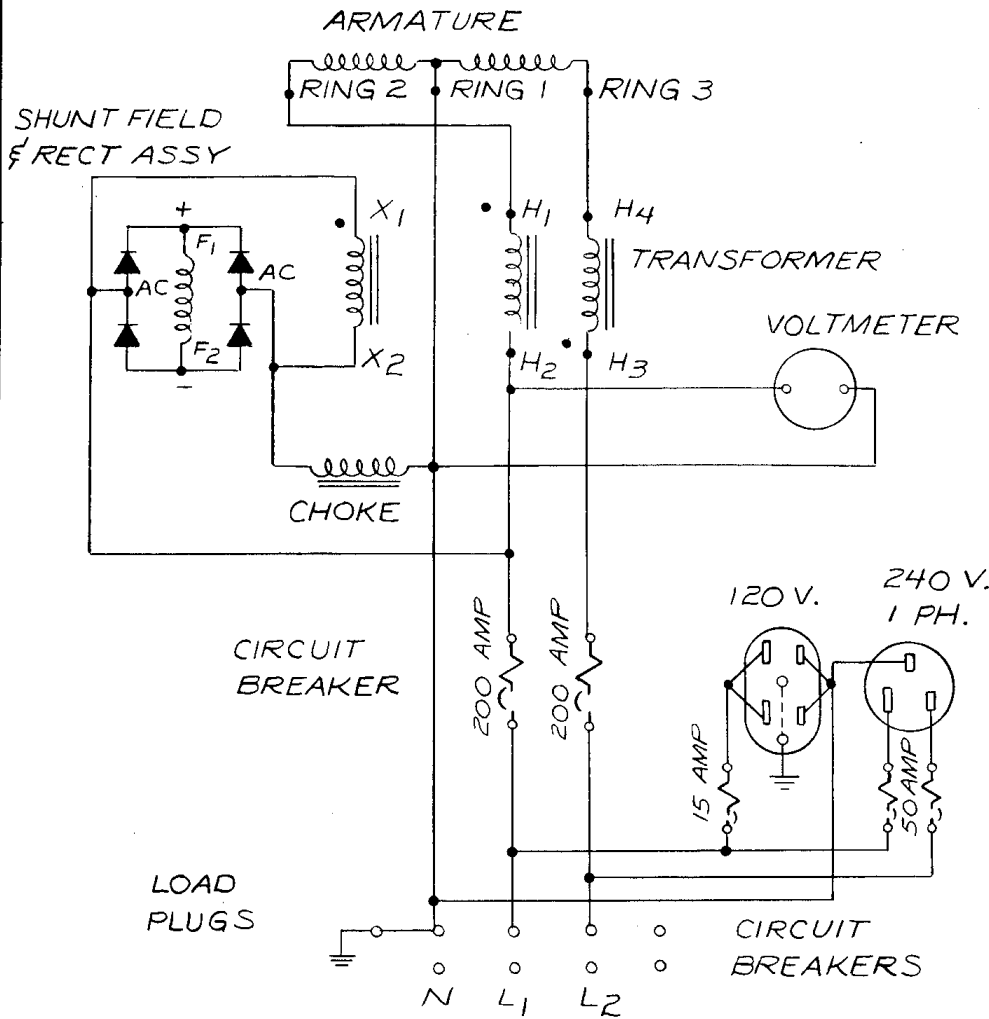 ARMATURE
RING 2
RING 1
RING 3
SHUNT FIELD
& RECT ASSY
X1
H1
H4
+
F1
AC
AC
TRANSFORMER
VOLTMETER
F2
X2
H2
H3
−
CHOKE
240 V.
1 PH.
120 V.
CIRCUIT
BREAKER
200 AMP
200 AMP
15 AMP
50 AMP
LOAD
PLUGS
CIRCUIT
BREAKERS
N
L1
L2